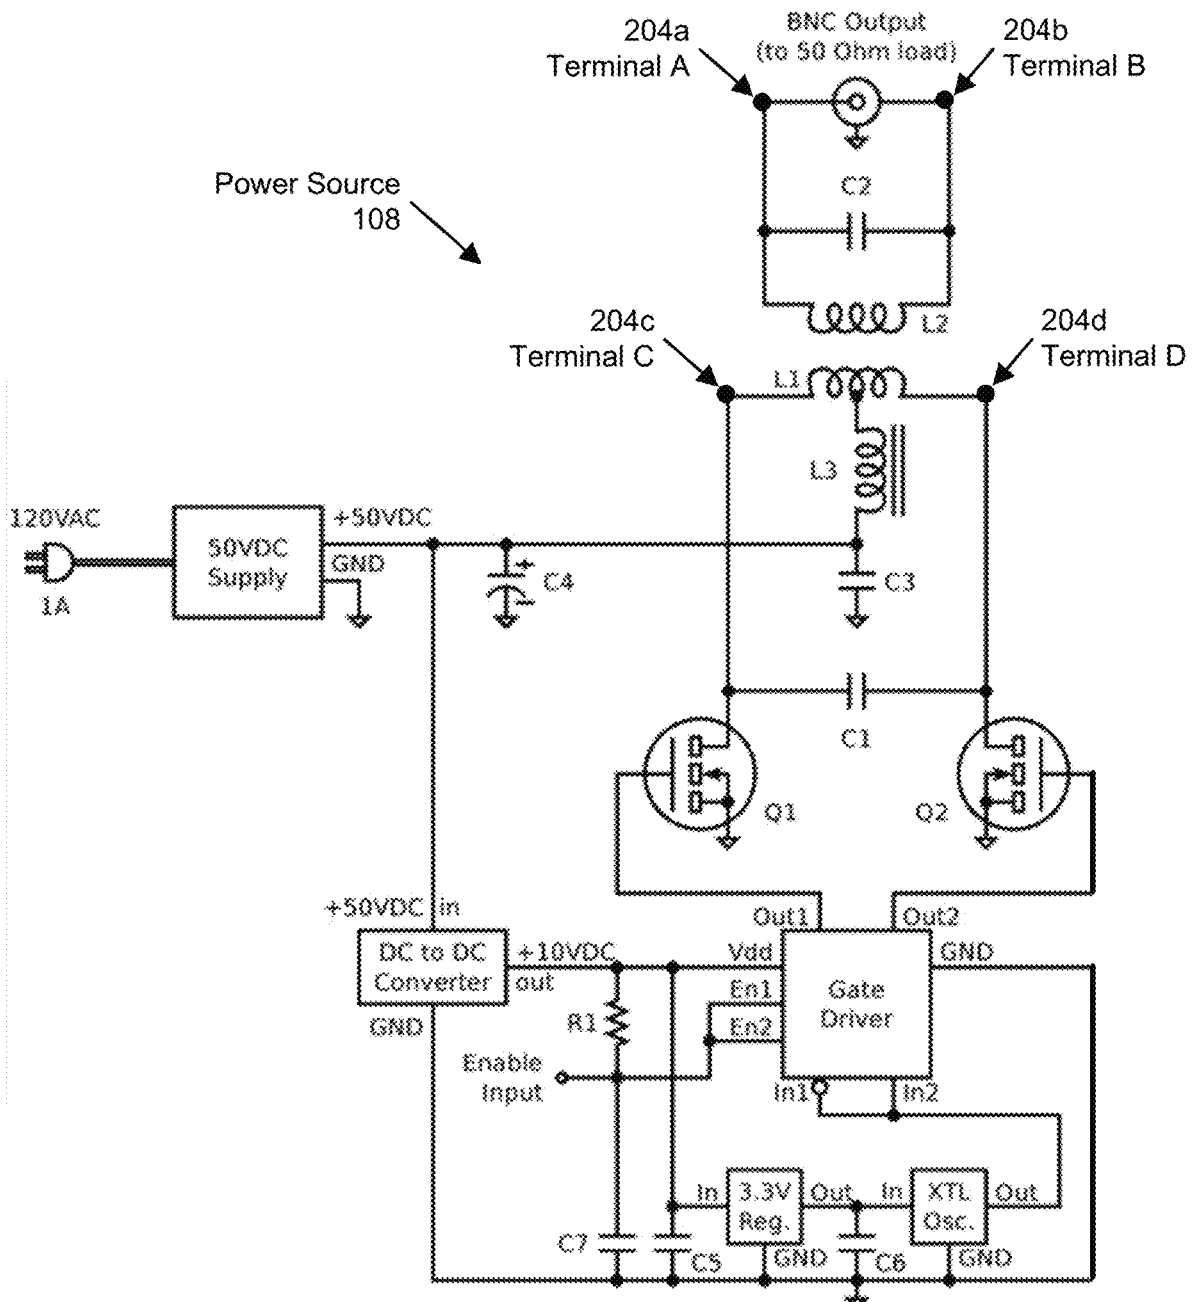 204a
Terminal A
BNC Output
(to 50 Ohm load)
204b
Terminal B
Power Source
108
C2
L2
204c
Terminal C
204d
Terminal D
L1
L3
120VAC
1A
50VDC
Supply
+50VDC
GND
C4
+
−
C3
C1
Q1
Q2
+50VDC in
DC to DC
Converter
+10VDC
out
GND
R1
Enable
Input
Out1
Out2
Vdd
GND
En1
En2
Gate
Driver
In1
In2
In
3.3V
Reg.
Out
GND
In
XTL
Osc.
Out
GND
C7
C5
C6